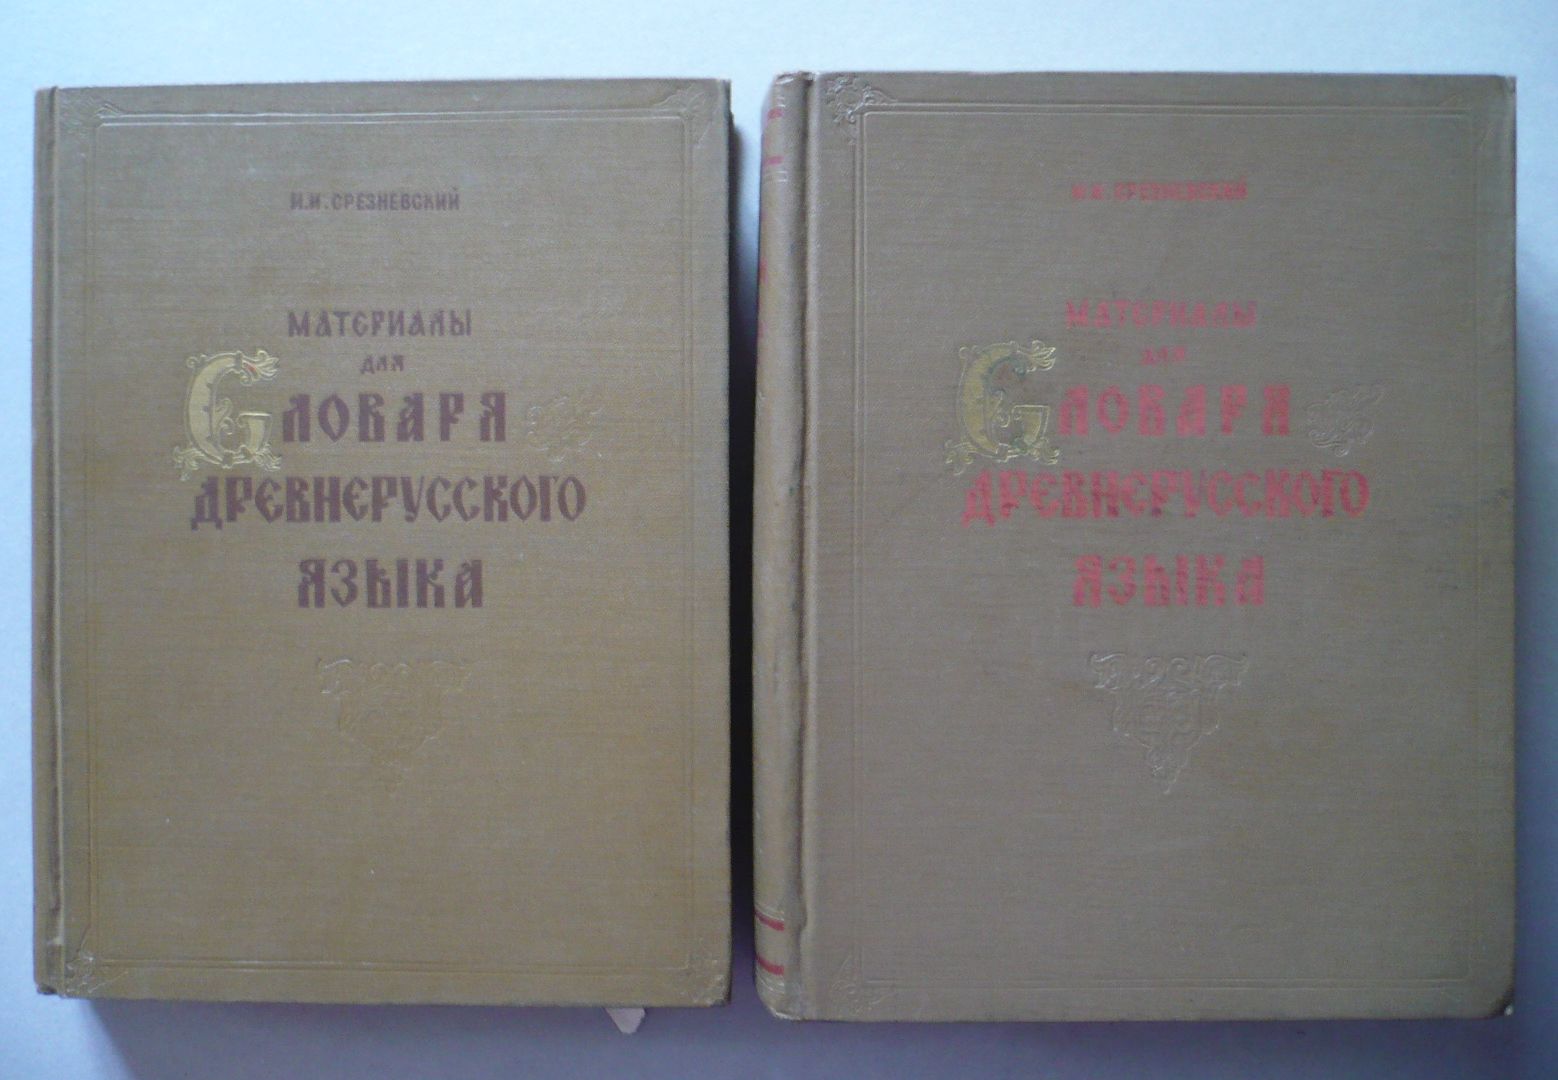 И.И. СРЕЗНЕВСКИЙ
МАТЕРИАЛЫ
ДЛЯ
СЛОВАРЯ
ДРЕВНЕРУССКОГО
ЯЗЫКА
И.И. СРЕЗНЕВСКИЙ
МАТЕРИАЛЫ
ДЛЯ
СЛОВАРЯ
ДРЕВНЕРУССКОГО
ЯЗЫКА